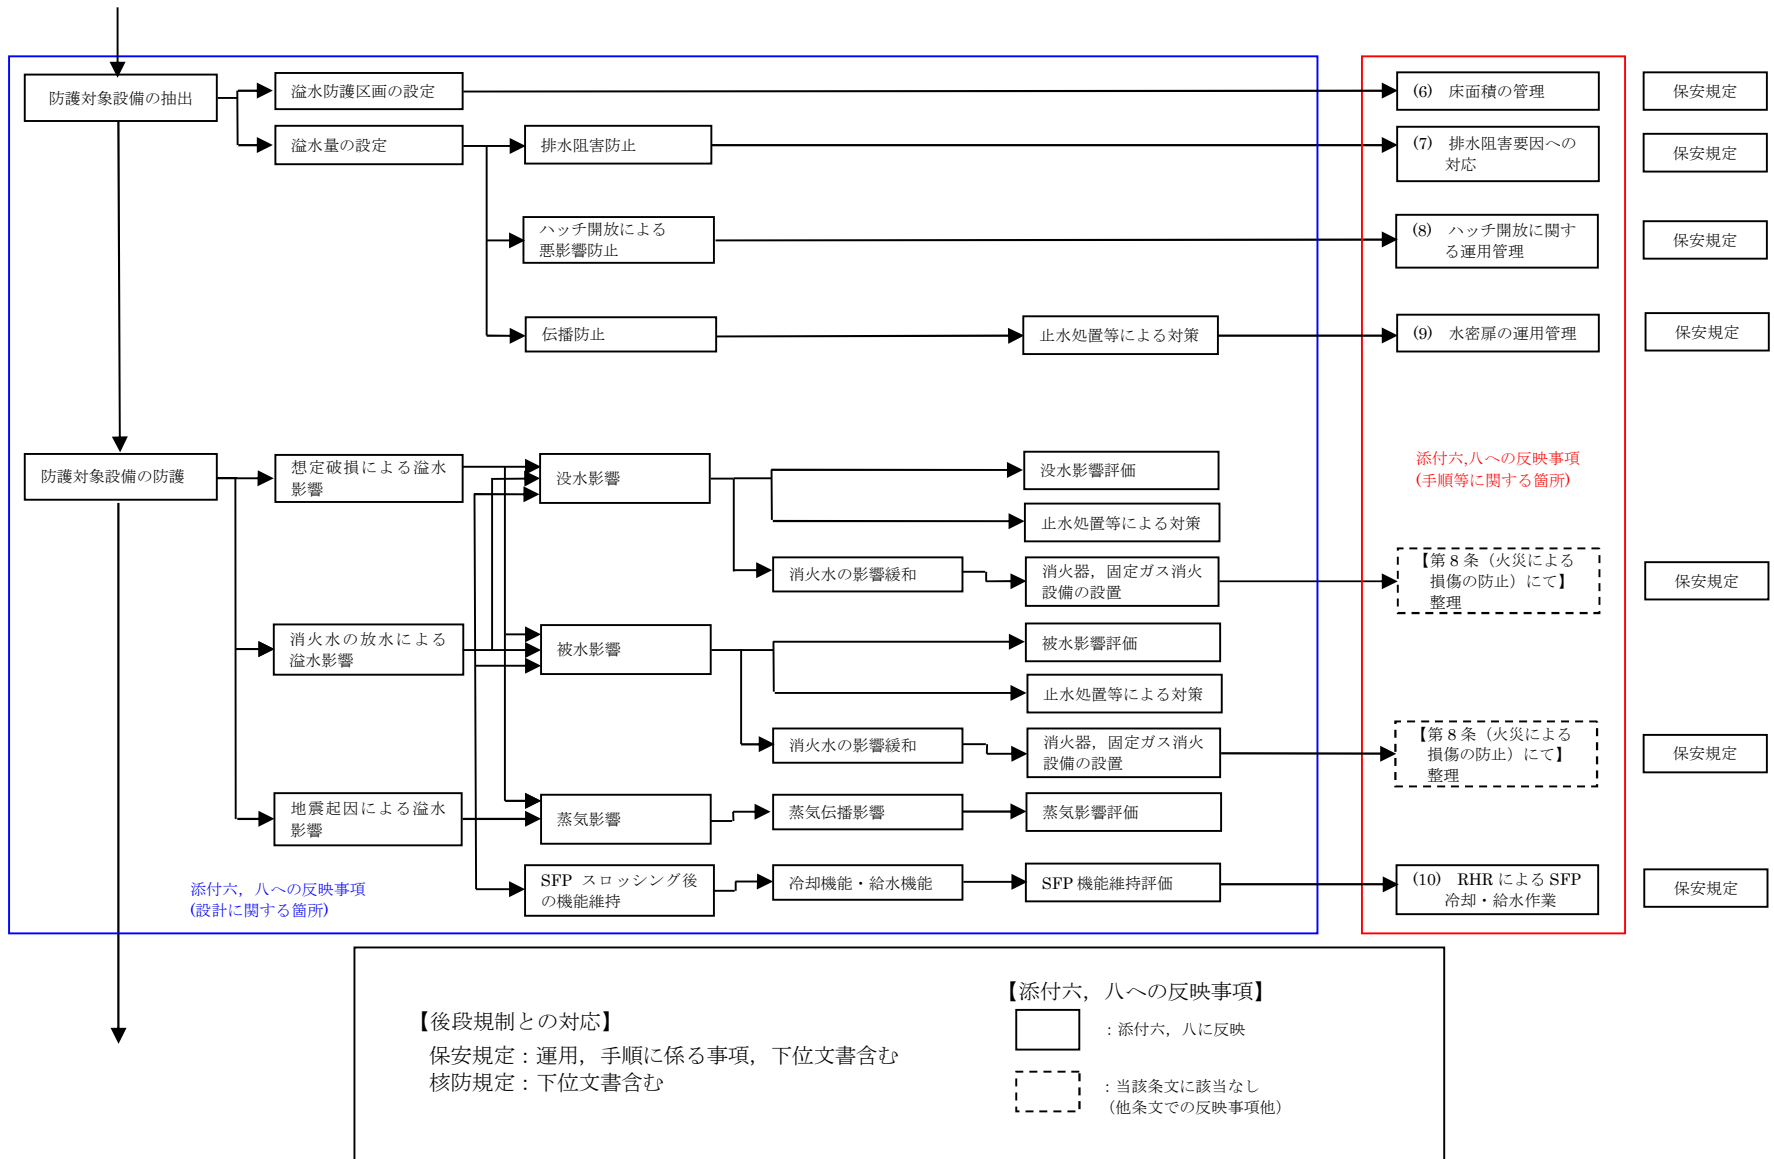 防護対象設備の抽出
溢水防護区画の設定
(6) 床面積の管理
保安規定
溢水量の設定
排水阻害防止
(7) 排水阻害要因への
対応
保安規定
ハッチ開放による
悪影響防止
(8) ハッチ開放に関す
る運用管理
保安規定
伝播防止
止水処置等による対策
(9) 水密扉の運用管理
保安規定
防護対象設備の防護
想定破損による溢水
影響
没水影響
没水影響評価
添付六,八への反映事項
(手順等に関する箇所)
止水処置等による対策
消火水の影響緩和
消火器，固定ガス消火
設備の設置
【第8条（火災による
損傷の防止）にて】
整理
保安規定
消火水の放水による
溢水影響
被水影響
被水影響評価
止水処置等による対策
消火水の影響緩和
消火器，固定ガス消火
設備の設置
【第8条（火災による
損傷の防止）にて】
整理
保安規定
地震起因による溢水
影響
蒸気影響
蒸気伝播影響
蒸気影響評価
SFP スロッシング後
の機能維持
冷却機能・給水機能
SFP 機能維持評価
(10) RHR による SFP
冷却・給水作業
保安規定
添付六，八への反映事項
(設計に関する箇所)
【後段規制との対応】
保安規定：運用，手順に係る事項，下位文書含む
核防規定：下位文書含む
【添付六，八への反映事項】
：添付六，八に反映
：当該条文に該当なし
（他条文での反映事項他）